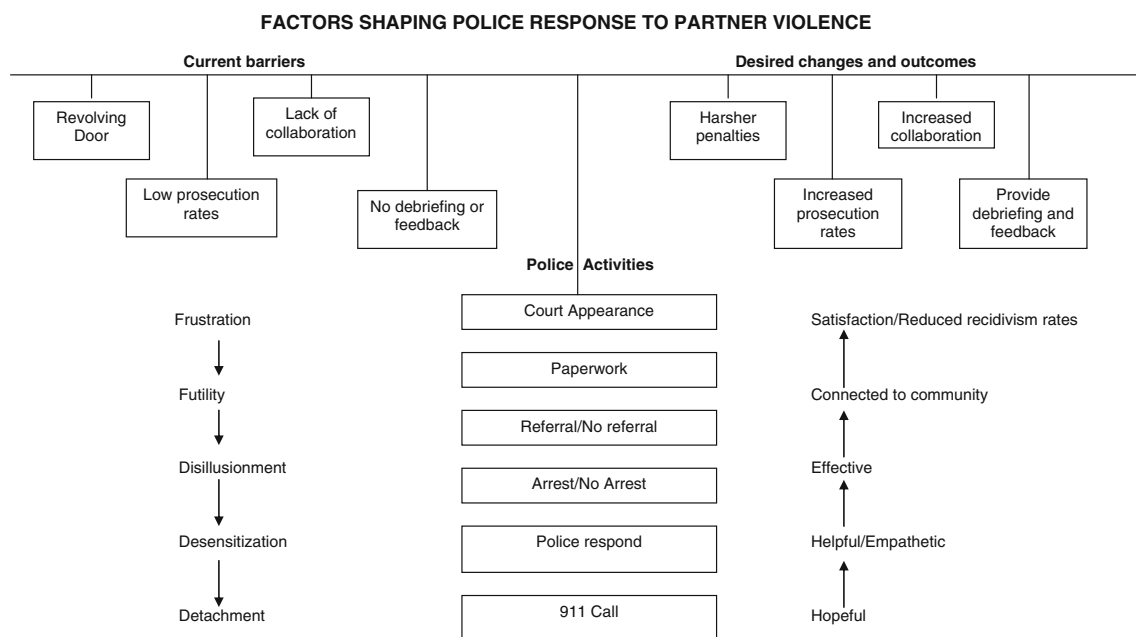 FACTORS SHAPING POLICE RESPONSE TO PARTNER VIOLENCE
Current barriers
Desired changes and outcomes
Revolving
Door
Low prosecution
rates
Lack of
collaboration
No debriefing or
feedback
Harsher
penalties
Increased
prosecution
rates
Increased
collaboration
Provide
debriefing and
feedback
Police Activities
Court Appearance
Paperwork
Referral/No referral
Arrest/No Arrest
Police respond
911 Call
Frustration
Futility
Disillusionment
Desensitization
Detachment
Satisfaction/Reduced recidivism rates
Connected to community
Effective
Helpful/Empathetic
Hopeful